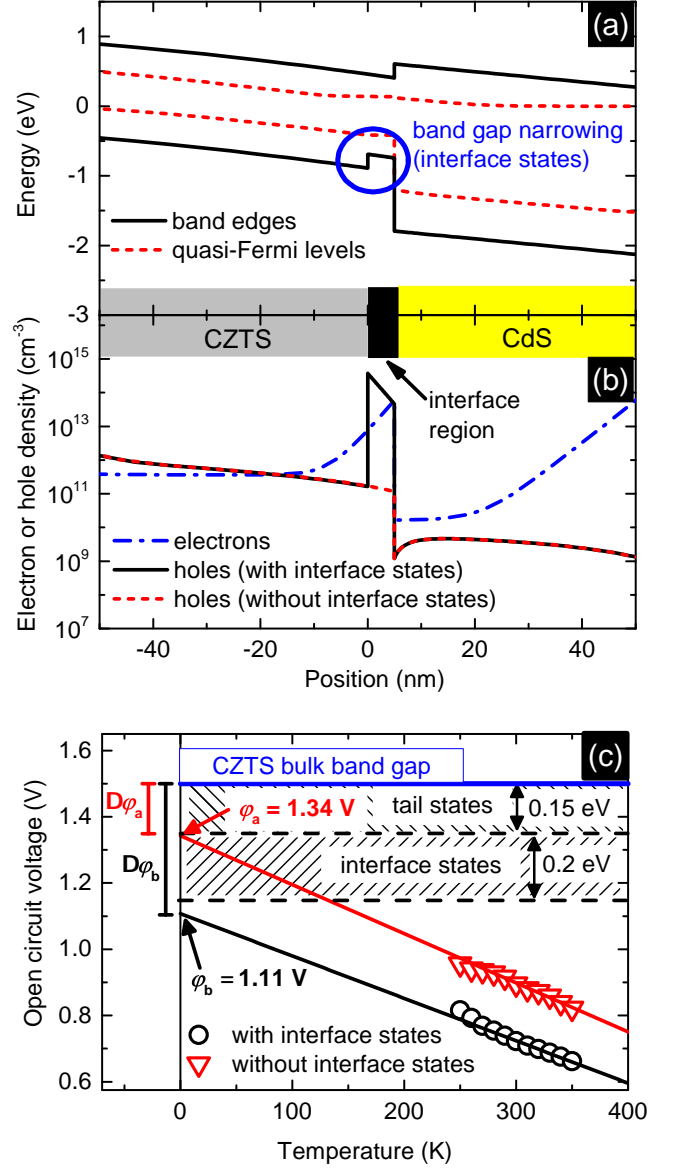 (a)
1
0
-1
-2
-3
Energy (eV)
band gap narrowing
(interface states)
band edges
quasi-Fermi levels
CZTS
CdS
(b)
interface
region
10^15
10^13
10^11
10^9
10^7
Electron or hole density (cm^-3)
electrons
holes (with interface states)
holes (without interface states)
-40 -20 0 20 40
Position (nm)
(c)
1.6
1.4
1.2
1.0
0.8
0.6
Open circuit voltage (V)
CZTS bulk band gap
Dφa
φa = 1.34 V
tail states
0.15 eV
Dφb
interface states
0.2 eV
φb = 1.11 V
with interface states
without interface states
0 100 200 300 400
Temperature (K)